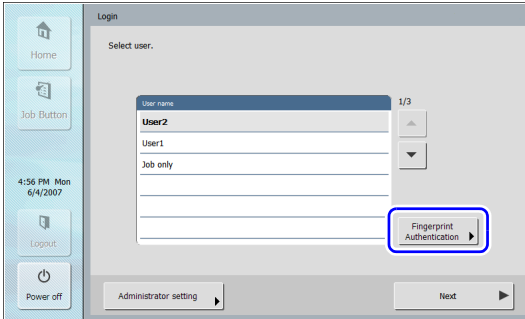 Login
Home
Job Button
4:56 PM Mon
6/4/2007
Logout
Power off
Select user.
User name
User2
User1
Job only
1/3
Fingerprint
Authentication
Administrator setting
Next